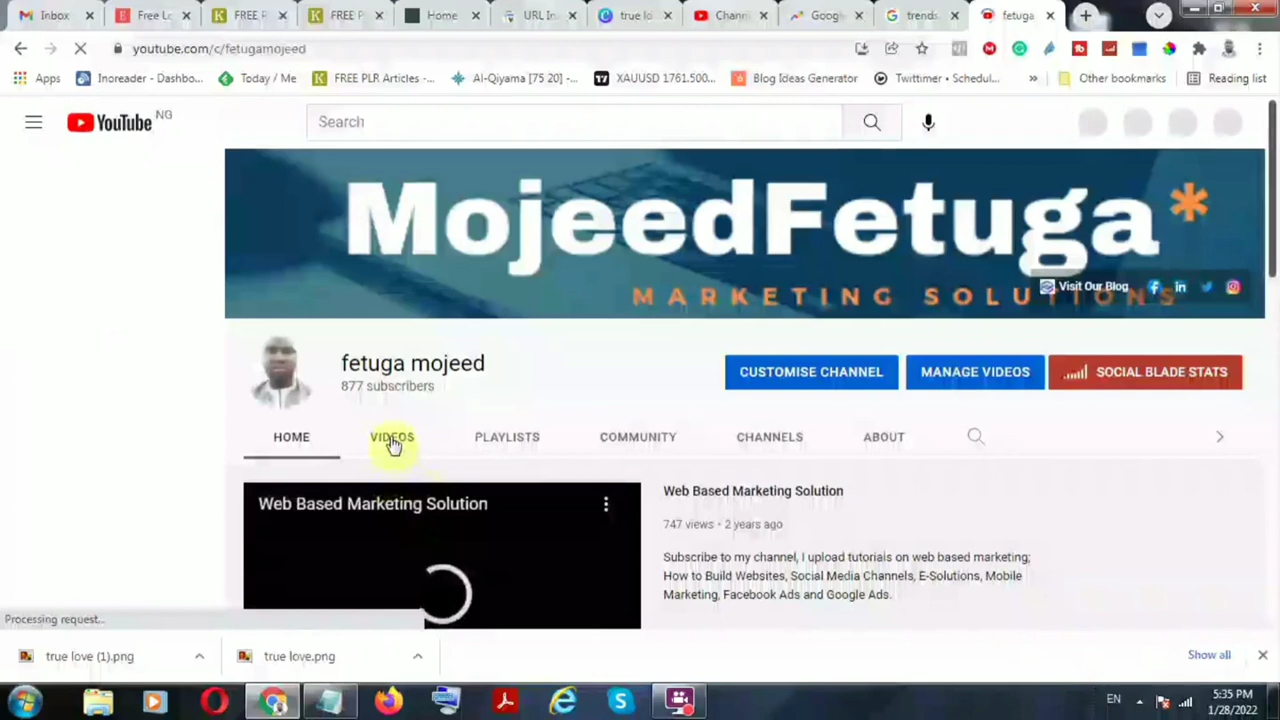 Inbox
Free Lo
FREE P
FREE P
Home
URL In
true lo
Chann
Googl
trends
fetuga
youtube.com/c/fetugamojeed
Apps
Inoreader - Dashbo...
Today / Me
FREE PLR Articles -...
Al-Qiyama [75 20] -...
XAUUSD 1761.500...
Blog Ideas Generator
Twittimer • Schedul...
»
Other bookmarks
Reading list
YouTube NG
Search
MojeedFetuga*
MARKETING SOLUTIONS
Visit Our Blog
fetuga mojeed
877 subscribers
CUSTOMISE CHANNEL
MANAGE VIDEOS
SOCIAL BLADE STATS
HOME
VIDEOS
PLAYLISTS
COMMUNITY
CHANNELS
ABOUT
Web Based Marketing Solution
Web Based Marketing Solution
747 views • 2 years ago
Subscribe to my channel, I upload tutorials on web based marketing;
How to Build Websites, Social Media Channels, E-Solutions, Mobile
Marketing, Facebook Ads and Google Ads.
Processing request...
true love (1).png
true love.png
Show all
EN
5:35 PM
1/28/2022